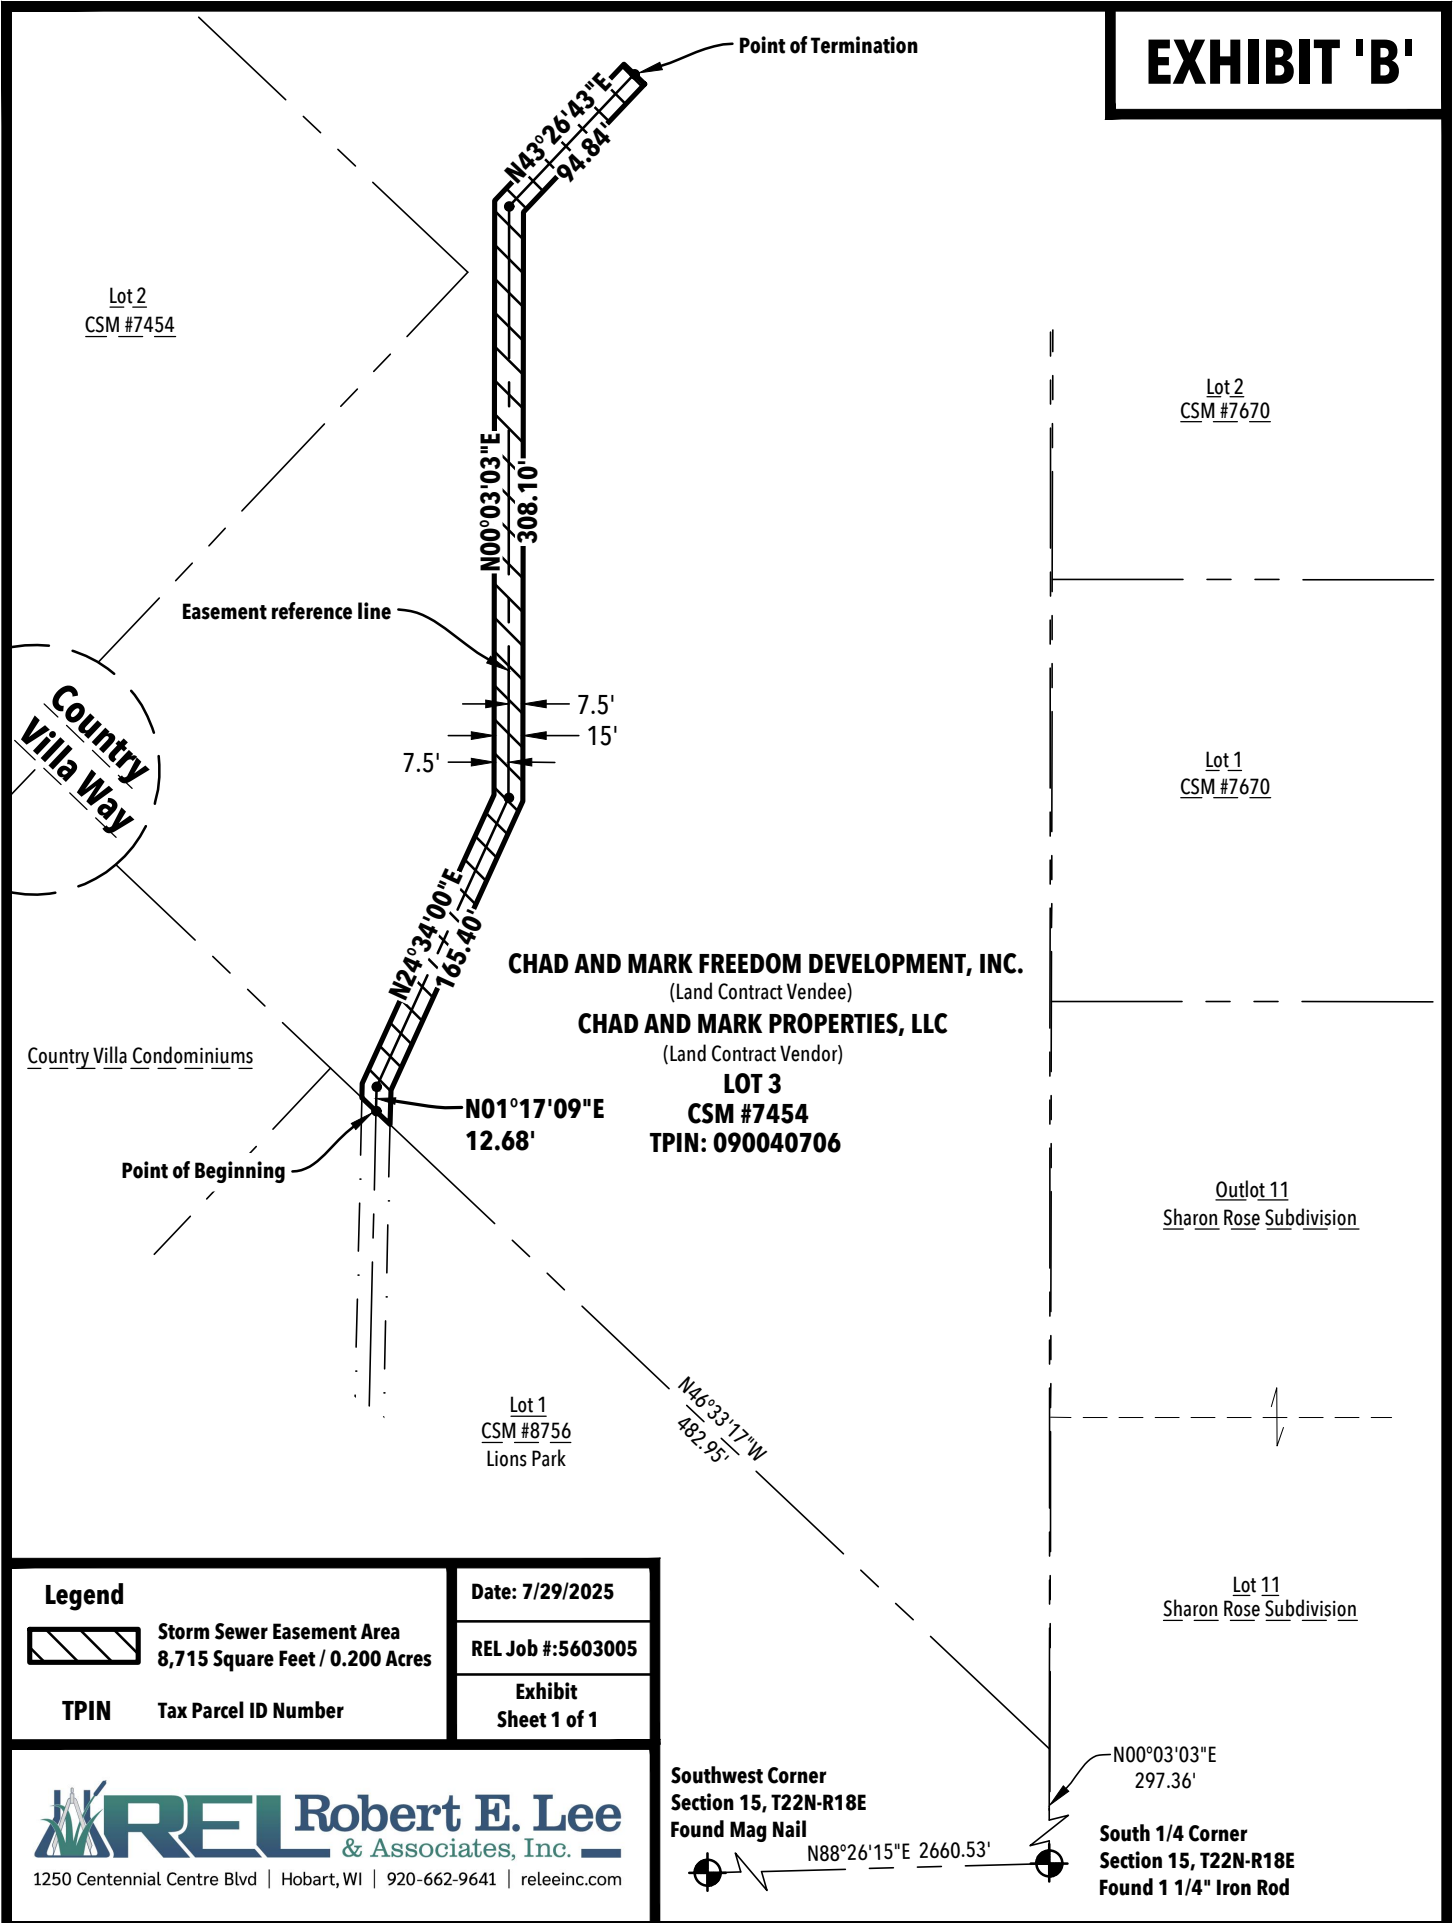 EXHIBIT 'B'
Point of Termination
N43°26'43"E
94.84'
Lot 2
CSM #7454
Lot 2
CSM #7670
N00°03'03"E
308.10'
Easement reference line
7.5'
15'
7.5'
Country
Villa Way
Lot 1
CSM #7670
N24°34'00"E
165.40'
CHAD AND MARK FREEDOM DEVELOPMENT, INC.
(Land Contract Vendee)
CHAD AND MARK PROPERTIES, LLC
(Land Contract Vendor)
LOT 3
CSM #7454
TPIN: 090040706
Country Villa Condominiums
N01°17'09"E
12.68'
Point of Beginning
Outlot 11
Sharon Rose Subdivision
N46°33'17"W
482.95'
Lot 1
CSM #8756
Lions Park
Lot 11
Sharon Rose Subdivision
Legend
Storm Sewer Easement Area
8,715 Square Feet / 0.200 Acres
TPIN Tax Parcel ID Number
Date: 7/29/2025
REL Job #:5603005
Exhibit
Sheet 1 of 1
REL Robert E. Lee
& Associates, Inc.
1250 Centennial Centre Blvd | Hobart, WI | 920-662-9641 | releeinc.com
Southwest Corner
Section 15, T22N-R18E
Found Mag Nail
N88°26'15"E 2660.53'
N00°03'03"E
297.36'
South 1/4 Corner
Section 15, T22N-R18E
Found 1 1/4" Iron Rod